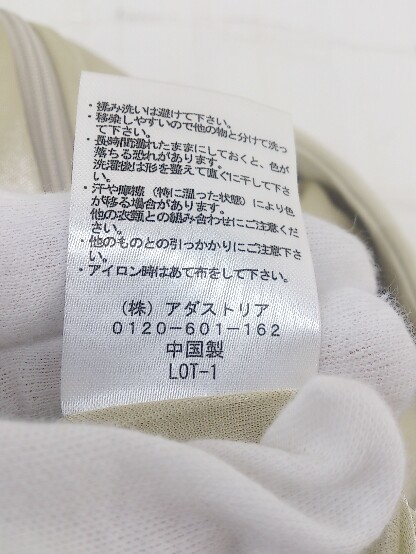 ・揉み洗いは避けて下さい。
・移染しやすいので他の物と分けて洗っ
て下さい。
・長時間濡れたままにしておくと、色が
落ちる恐れがあります。
洗濯後は形を整えて直ぐに干して下さ
い。
・汗や摩擦（特に湿った状態）により色
が移る場合があります。
他の衣類との組み合わせにご注意くだ
さい。
・他のものとの引っかかりにご注意下さ
い。
・アイロン時はあて布をして下さい。
（株）アダストリア
0120-601-162
中国製
LOT-1